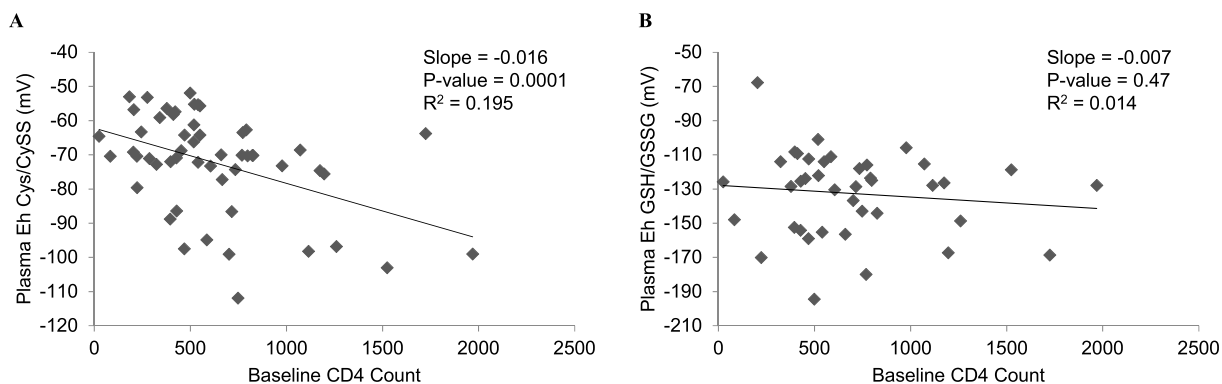 A
Plasma Eh Cys/CySS (mV)
-40
-50
-60
-70
-80
-90
-100
-110
-120
Slope = -0.016
P-value = 0.0001
R² = 0.195
0 500 1000 1500 2000 2500
Baseline CD4 Count
B
Plasma Eh GSH/GSSG (mV)
-50
-70
-90
-110
-130
-150
-170
-190
-210
Slope = -0.007
P-value = 0.47
R² = 0.014
0 500 1000 1500 2000 2500
Baseline CD4 Count